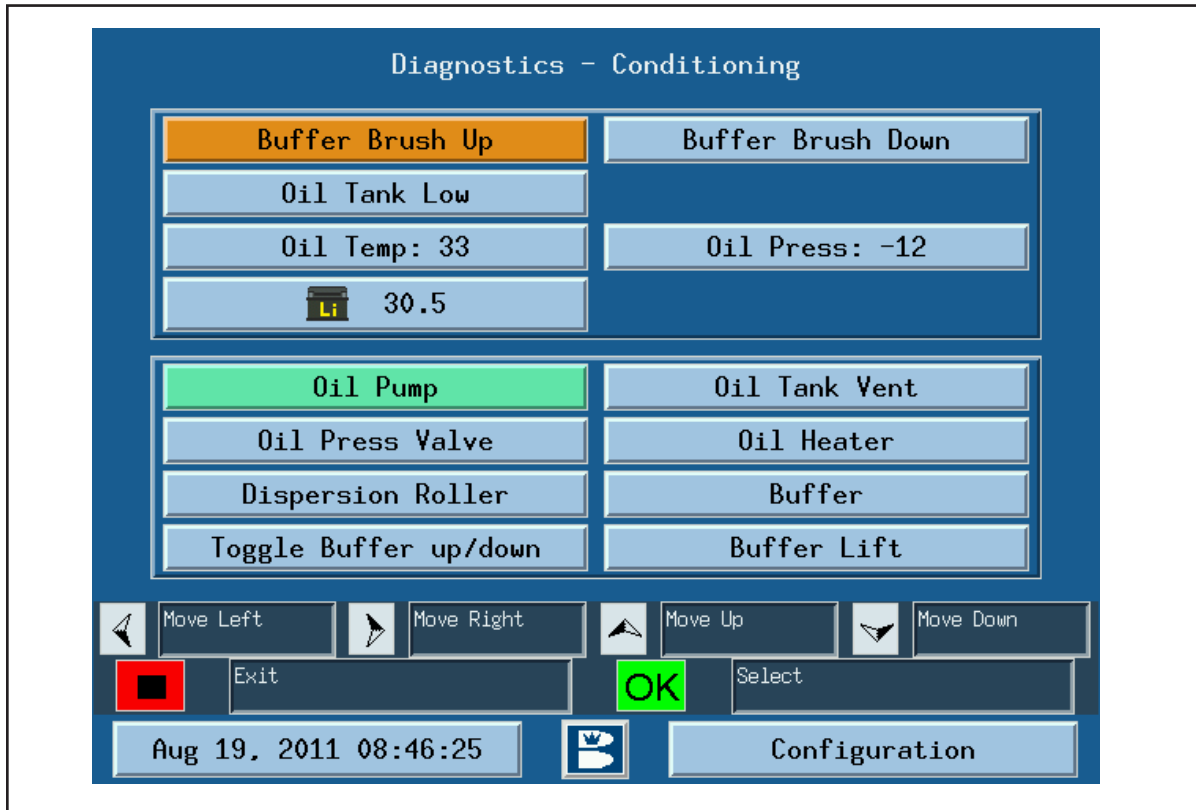 Diagnostics - Conditioning
Buffer Brush Up
Buffer Brush Down
Oil Tank Low
Oil Temp: 33
Oil Press: -12
Li 30.5
Oil Pump
Oil Tank Vent
Oil Press Valve
Oil Heater
Dispersion Roller
Buffer
Toggle Buffer up/down
Buffer Lift
Move Left
Move Right
Move Up
Move Down
Exit
OK
Select
Aug 19, 2011 08:46:25
B
Configuration